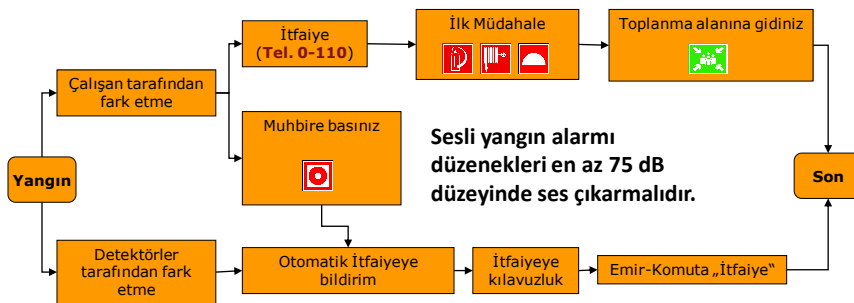 Yangın
Çalışan tarafından
fark etme
İtfaiye
(Tel. 0-110)
İlk Müdahale
Toplanma alanına gidiniz
Muhbire basınız
Sesli yangın alarmı
düzenekleri en az 75 dB
düzeyinde ses çıkarmalıdır.
Son
Detektörler
tarafından fark
etme
Otomatik İtfaiyeye
bildirim
İtfaiyeye
kılavuzluk
Emir-Komuta „İtfaiye“